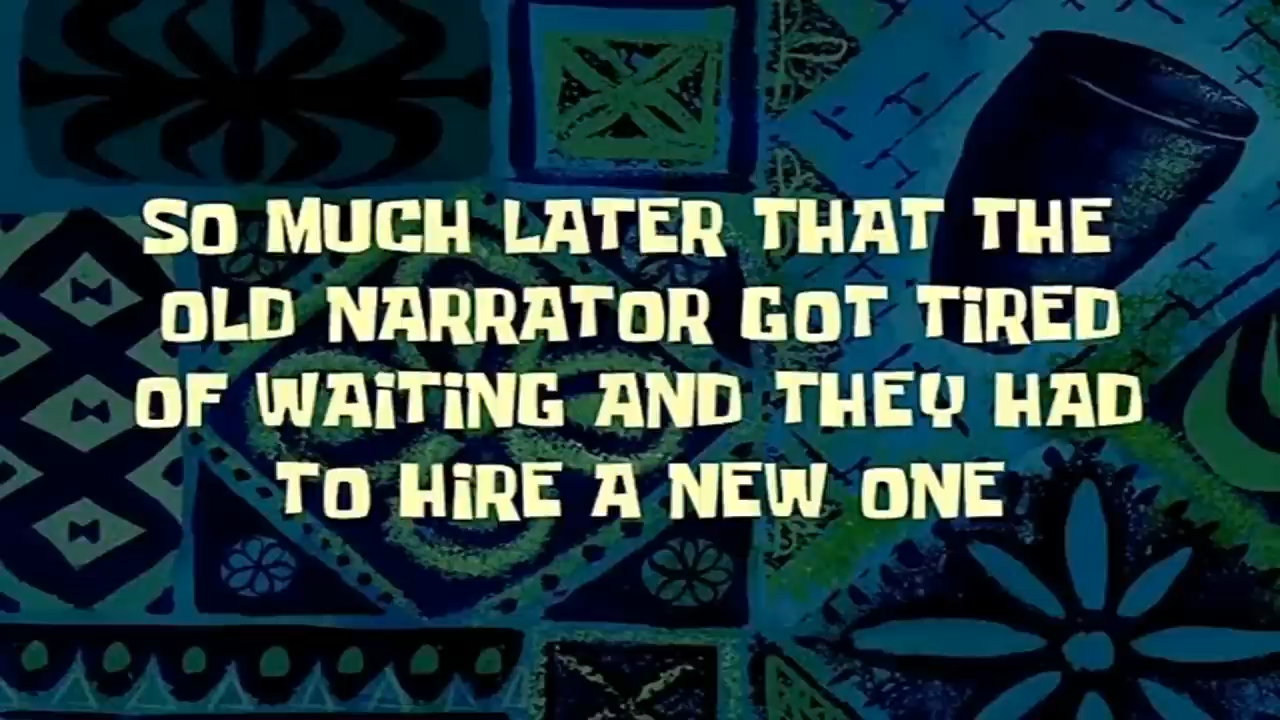 SO MUCH LATER THAT THE
OLD NARRATOR GOT TiRED
OF WAiTiNG AND THEY HAD
TO HiRE A NEW ONE